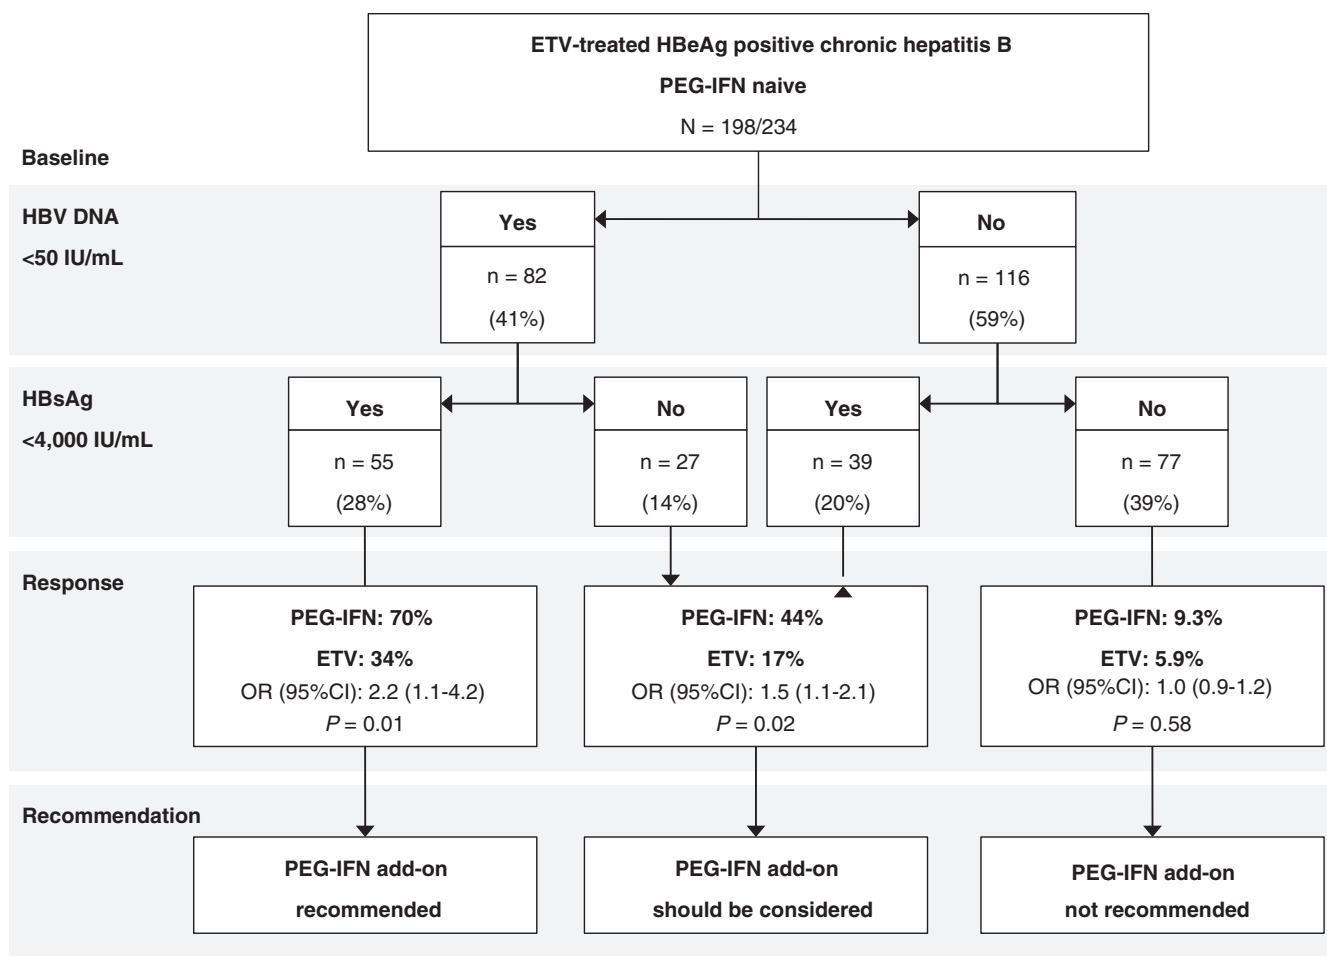 ETV-treated HBeAg positive chronic hepatitis B
PEG-IFN naive
N = 198/234
Baseline
HBV DNA
<50 IU/mL
Yes
n = 82
(41%)
No
n = 116
(59%)
HBsAg
<4,000 IU/mL
Yes
n = 55
(28%)
No
n = 27
(14%)
Yes
n = 39
(20%)
No
n = 77
(39%)
Response
PEG-IFN: 70%
ETV: 34%
OR (95%CI): 2.2 (1.1-4.2)
P = 0.01
PEG-IFN: 44%
ETV: 17%
OR (95%CI): 1.5 (1.1-2.1)
P = 0.02
PEG-IFN: 9.3%
ETV: 5.9%
OR (95%CI): 1.0 (0.9-1.2)
P = 0.58
Recommendation
PEG-IFN add-on
recommended
PEG-IFN add-on
should be considered
PEG-IFN add-on
not recommended